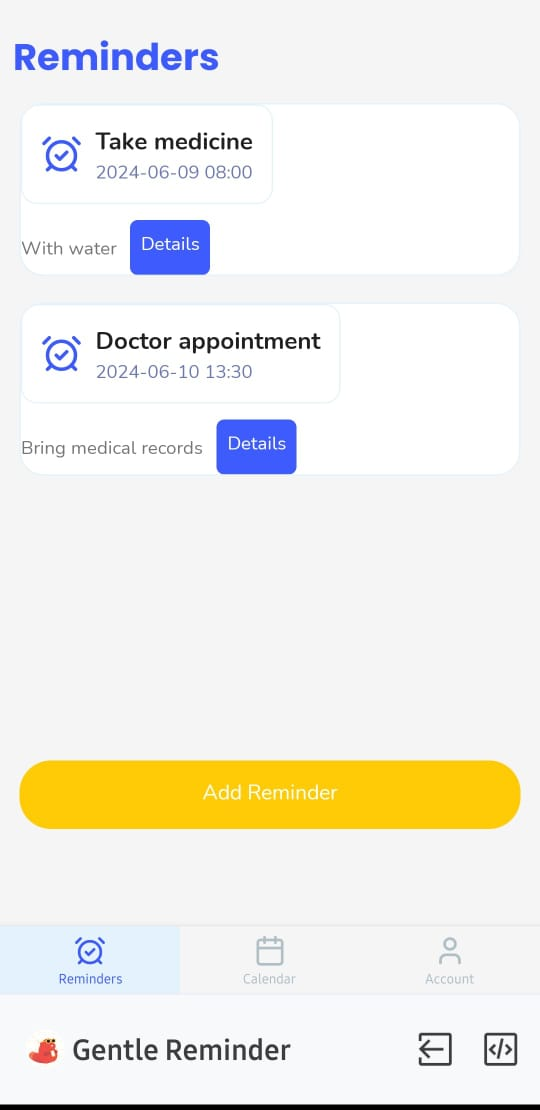 Reminders
Take medicine
2024-06-09 08:00
With water Details
Doctor appointment
2024-06-10 13:30
Bring medical records Details
Add Reminder
Reminders Calendar Account
Gentle Reminder